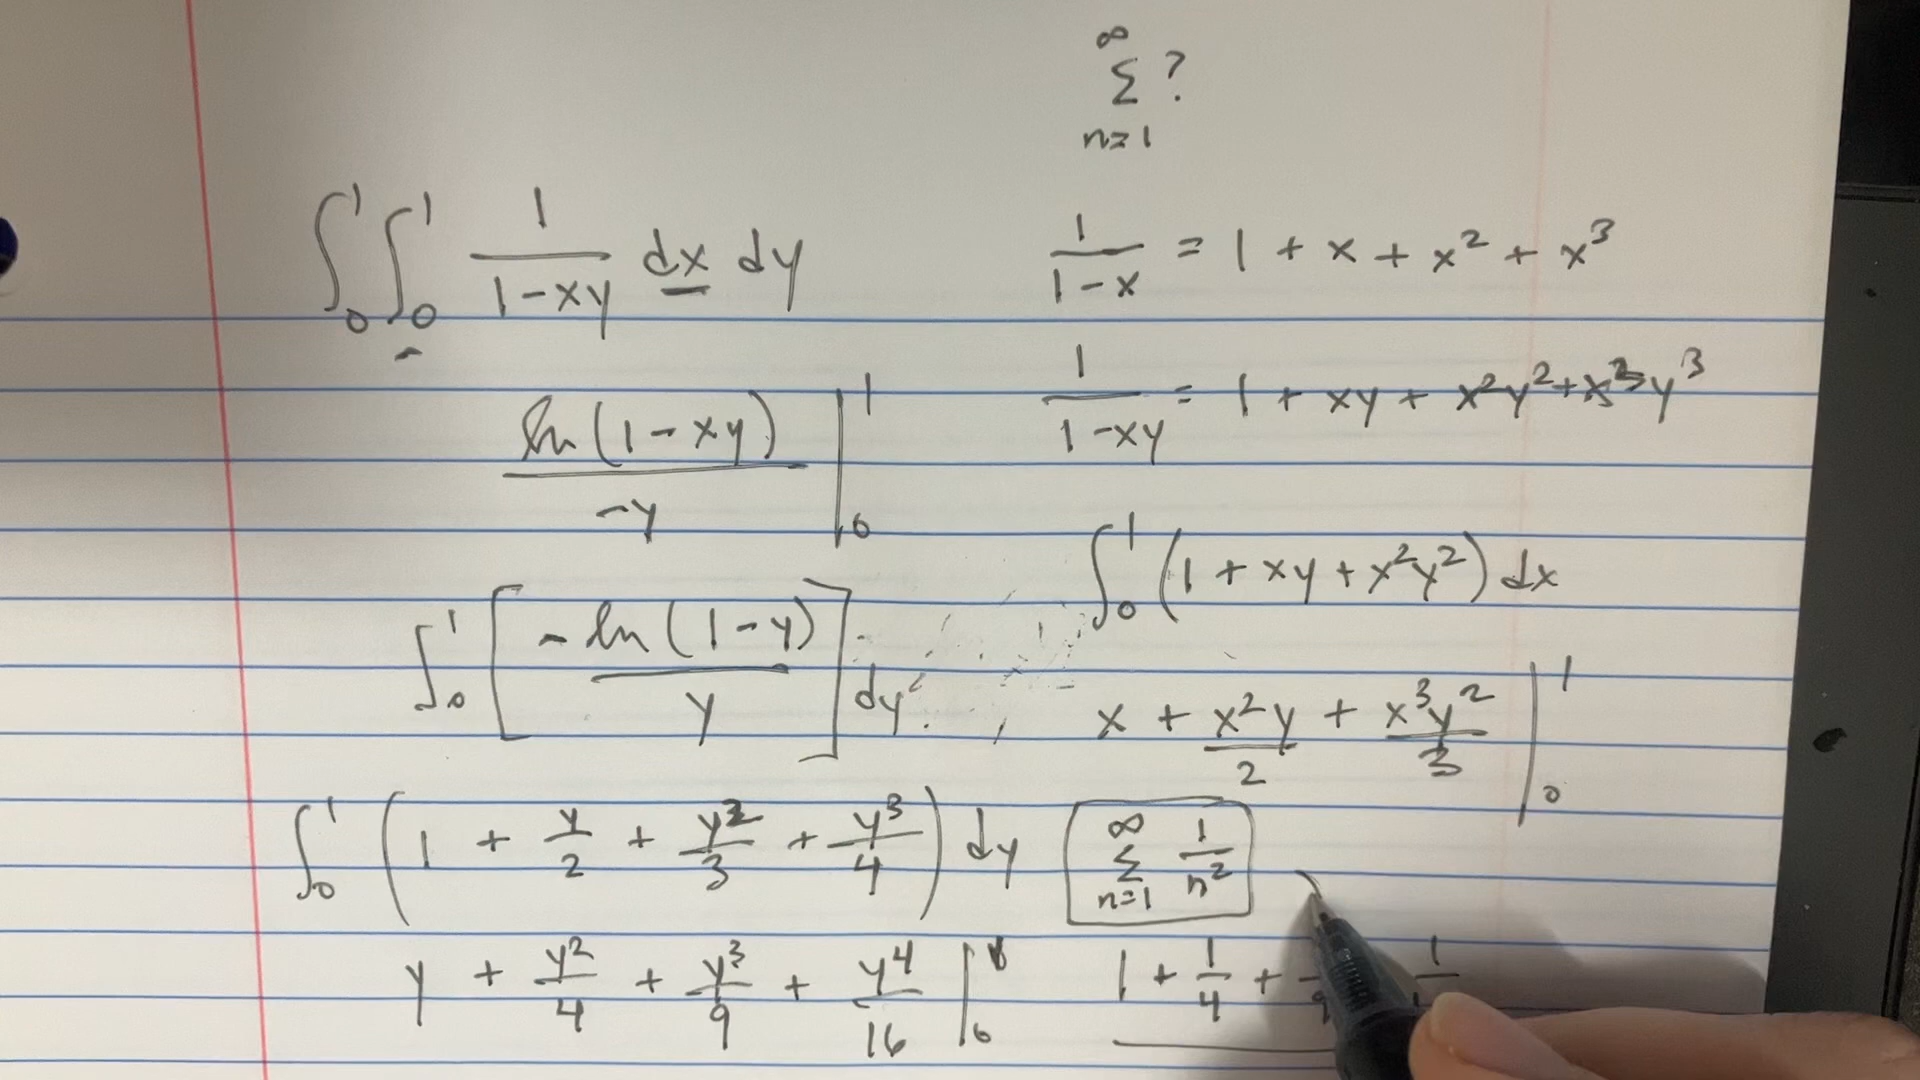 ∞
Σ ?
n=1
∫₀¹ ∫₀¹ 1/(1-xy) dx dy
1/(1-x) = 1 + x + x² + x³
1/(1-xy) = 1 + xy + x²y² + x³y³
ln(1-xy)/-y |₀¹
∫₀¹ (1 + xy + x²y²) dx
∫₀¹ [-ln(1-y)/y] dy
x + x²y/2 + x³y²/3 |₀¹
∫₀¹ (1 + y/2 + y²/3 + y³/4) dy
∞
Σ 1/n²
n=1
y + y²/4 + y³/9 + y⁴/16 |₀
1 + 1/4 +